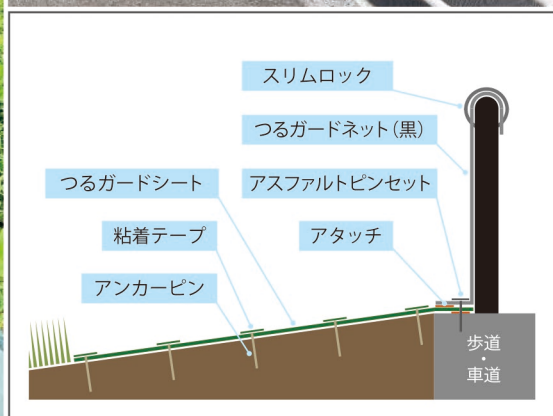 スリムロック
つるガードネット（黒）
つるガードシート
アスファルトピンセット
粘着テープ
アタッチ
アンカーピン
歩道
・
車道